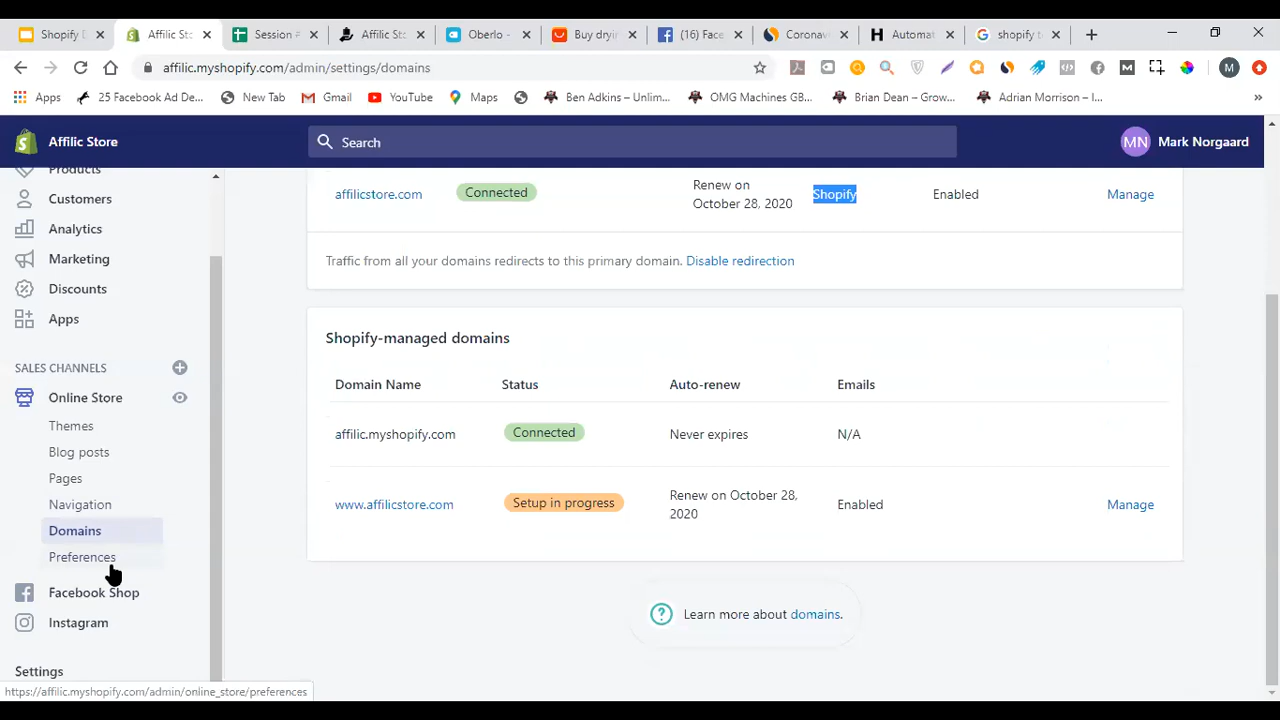 Shopify D
Affilic Sto
Session #
Affilic St
Oberlo -
Buy dryi
(16) Face
Coronav
Automat
shopify t
affilic.myshopify.com/admin/settings/domains
Apps
25 Facebook Ad De...
New Tab
Gmail
YouTube
Maps
Ben Adkins – Unlim...
OMG Machines GB...
Brian Dean – Grow...
Adrian Morrison – I...
Affilic Store
Search
MN
Mark Norgaard
Products
Customers
Analytics
Marketing
Discounts
Apps
SALES CHANNELS
Online Store
Themes
Blog posts
Pages
Navigation
Domains
Preferences
Facebook Shop
Instagram
Settings
https://affilic.myshopify.com/admin/online_store/preferences
affilicstore.com
Connected
Renew on
October 28, 2020
Shopify
Enabled
Manage
Traffic from all your domains redirects to this primary domain. Disable redirection
Shopify-managed domains
Domain Name Status Auto-renew Emails
affilic.myshopify.com Connected Never expires N/A
www.affilicstore.com
Setup in progress
Renew on October 28,
2020
Enabled
Manage
Learn more about domains.